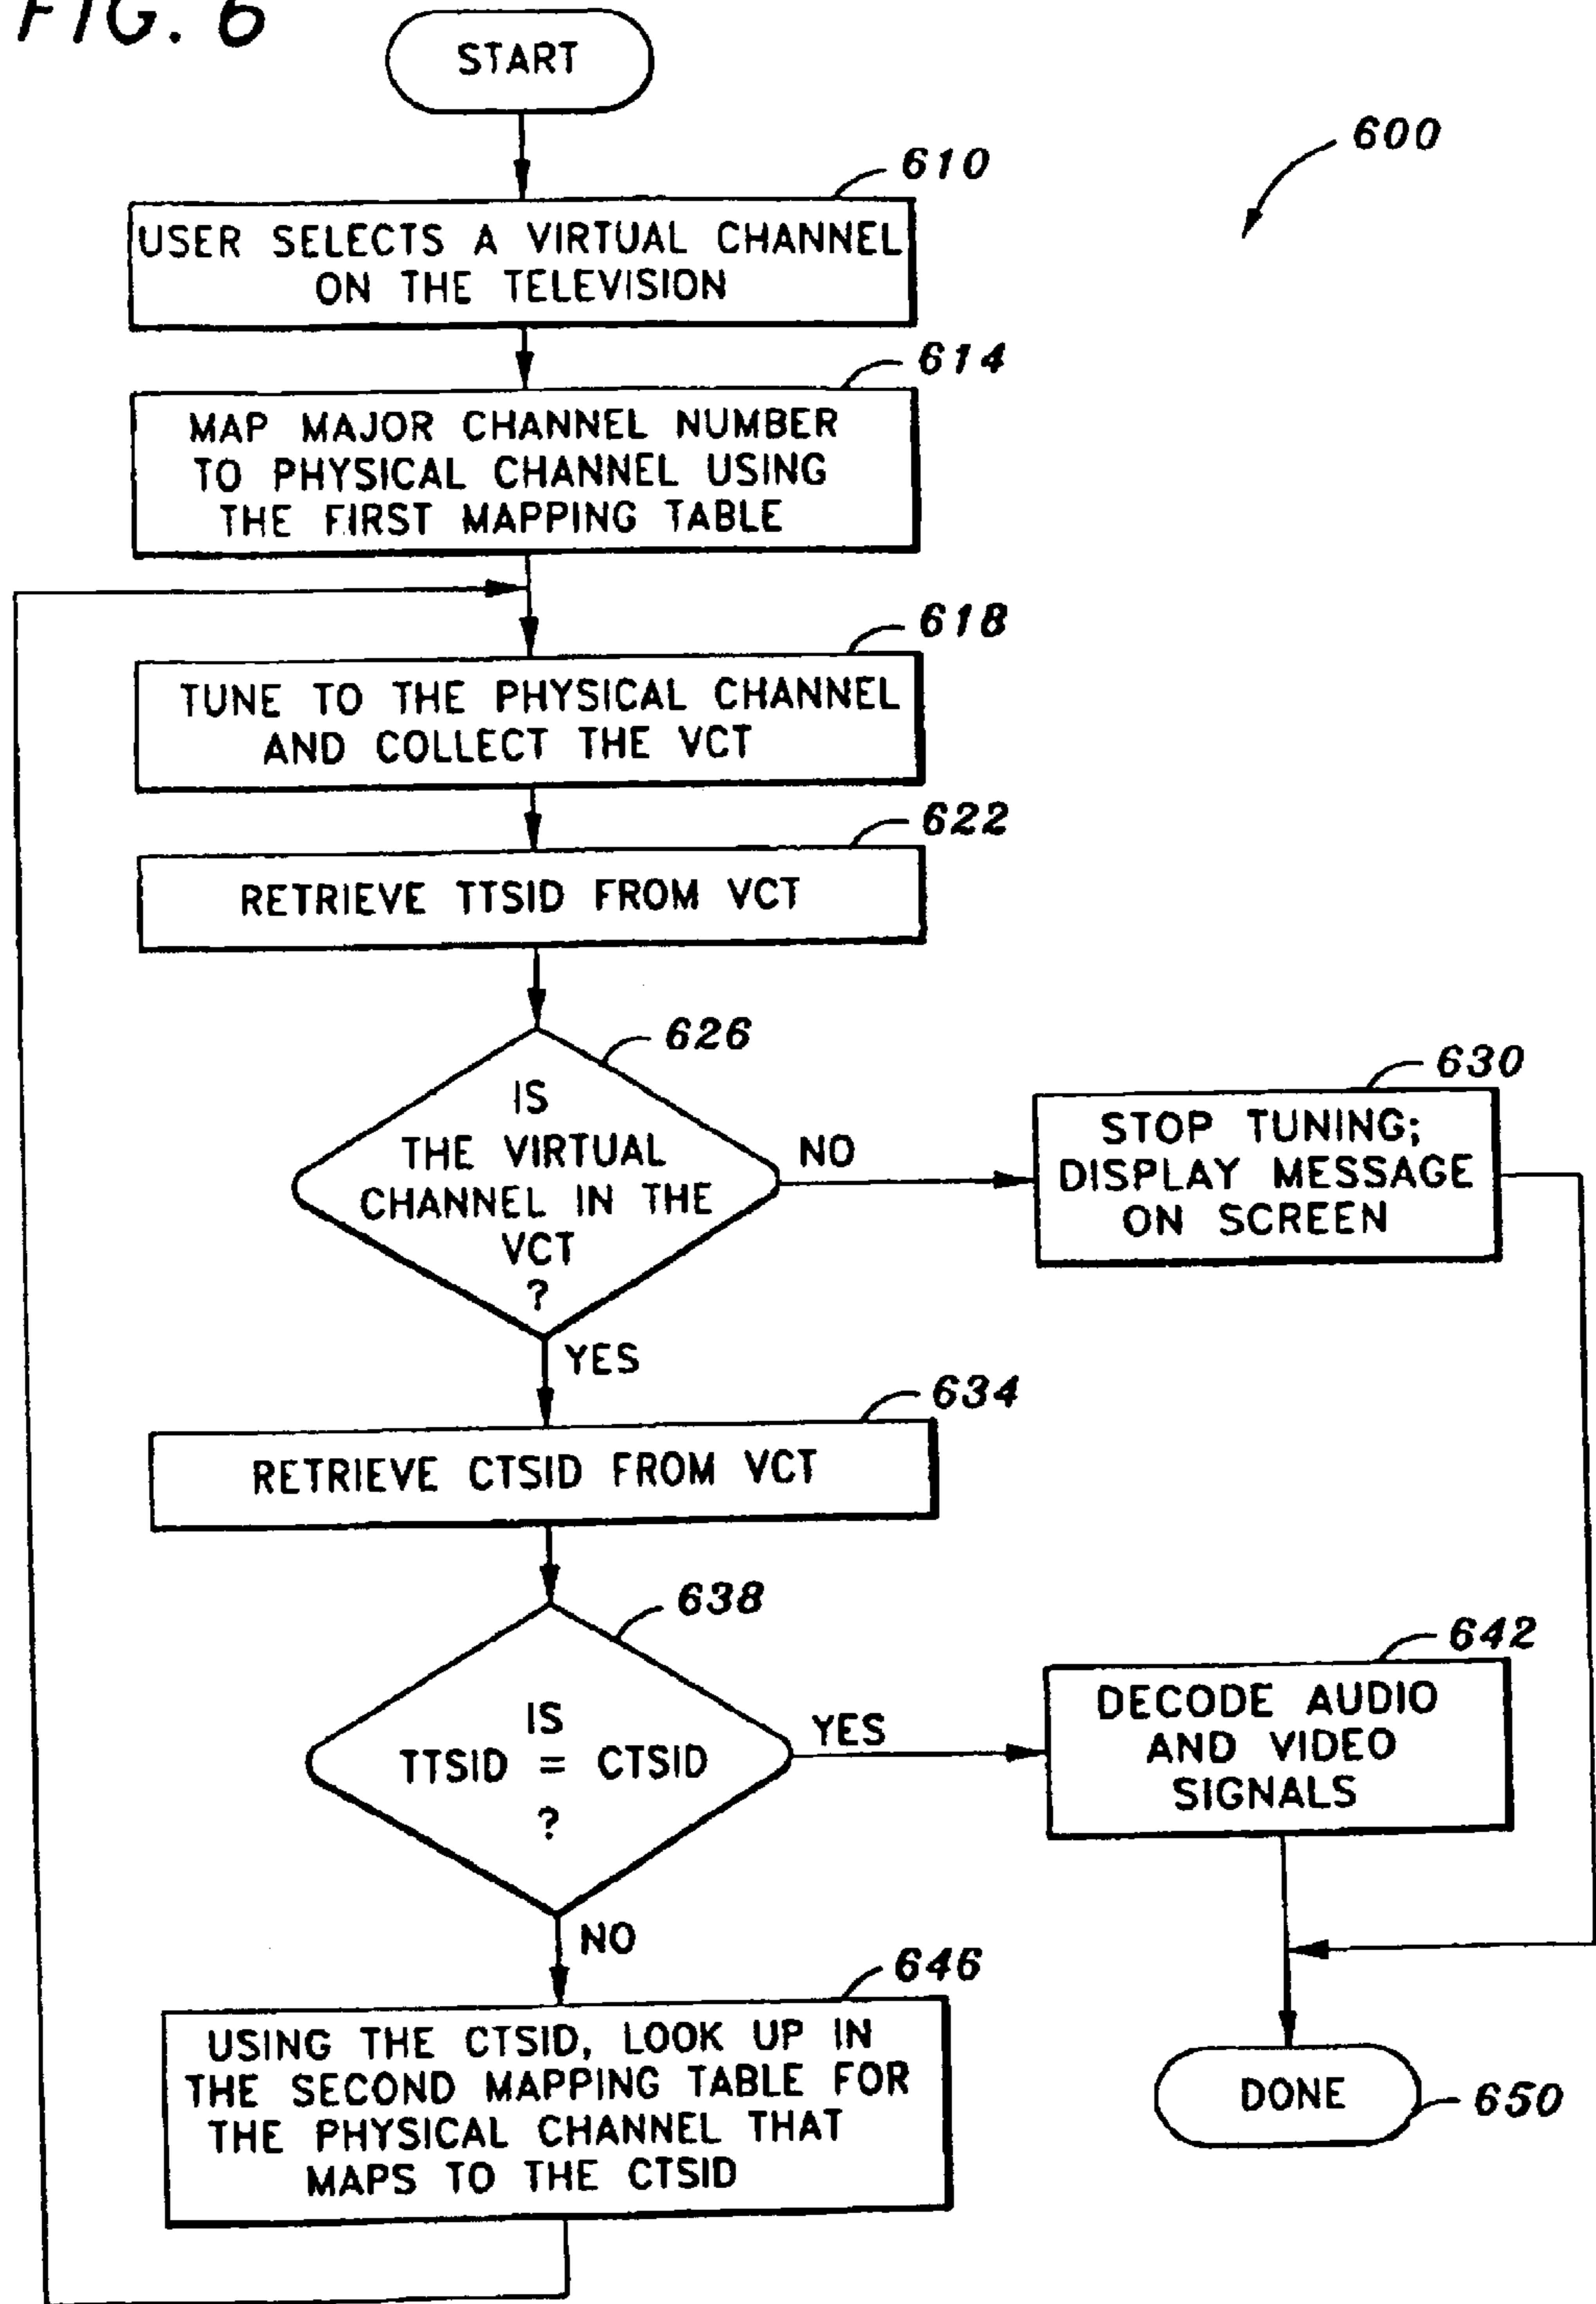 FIG. 6
START
600
610
USER SELECTS A VIRTUAL CHANNEL
ON THE TELEVISION
614
MAP MAJOR CHANNEL NUMBER
TO PHYSICAL CHANNEL USING
THE FIRST MAPPING TABLE
618
TUNE TO THE PHYSICAL CHANNEL
AND COLLECT THE VCT
622
RETRIEVE TTSID FROM VCT
626
IS
THE VIRTUAL
CHANNEL IN THE
VCT
?
NO
630
STOP TUNING;
DISPLAY MESSAGE
ON SCREEN
YES
634
RETRIEVE CTSID FROM VCT
638
IS
TTSID = CTSID
?
YES
642
DECODE AUDIO
AND VIDEO
SIGNALS
NO
646
USING THE CTSID, LOOK UP IN
THE SECOND MAPPING TABLE FOR
THE PHYSICAL CHANNEL THAT
MAPS TO THE CTSID
DONE
650